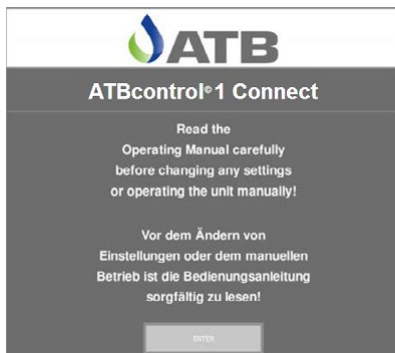 ATB
ATBcontrol® 1 Connect
Read the
Operating Manual carefully
before changing any settings
or operating the unit manually!
Vor dem Ändern von
Einstellungen oder dem manuellen
Betrieb ist die Bedienungsanleitung
sorgfältig zu lesen!
ENTER